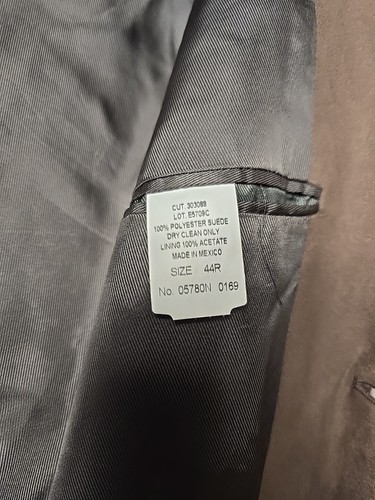 CUT. 303089
LOT. E5709C
100% POLYESTER SUEDE
DRY CLEAN ONLY
LINING 100% ACETATE
MADE IN MEXICO
SIZE 44R
No. 05780N 0169